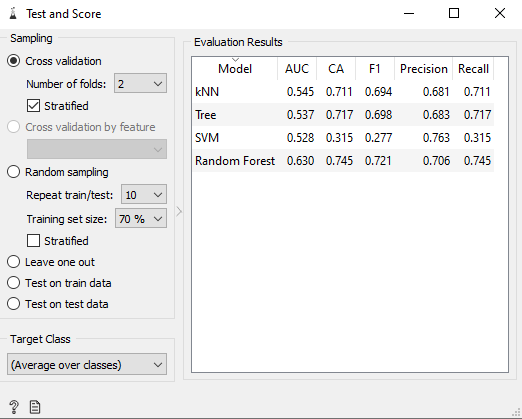 Test and Score
Sampling
Cross validation
Number of folds: 2
Stratified
Cross validation by feature
Random sampling
Repeat train/test: 10
Training set size: 70 %
Stratified
Leave one out
Test on train data
Test on test data
Target Class
(Average over classes)
Evaluation Results
Model AUC CA F1 Precision Recall
kNN 0.545 0.711 0.694 0.681 0.711
Tree 0.537 0.717 0.698 0.683 0.717
SVM 0.528 0.315 0.277 0.763 0.315
Random Forest 0.630 0.745 0.721 0.706 0.745